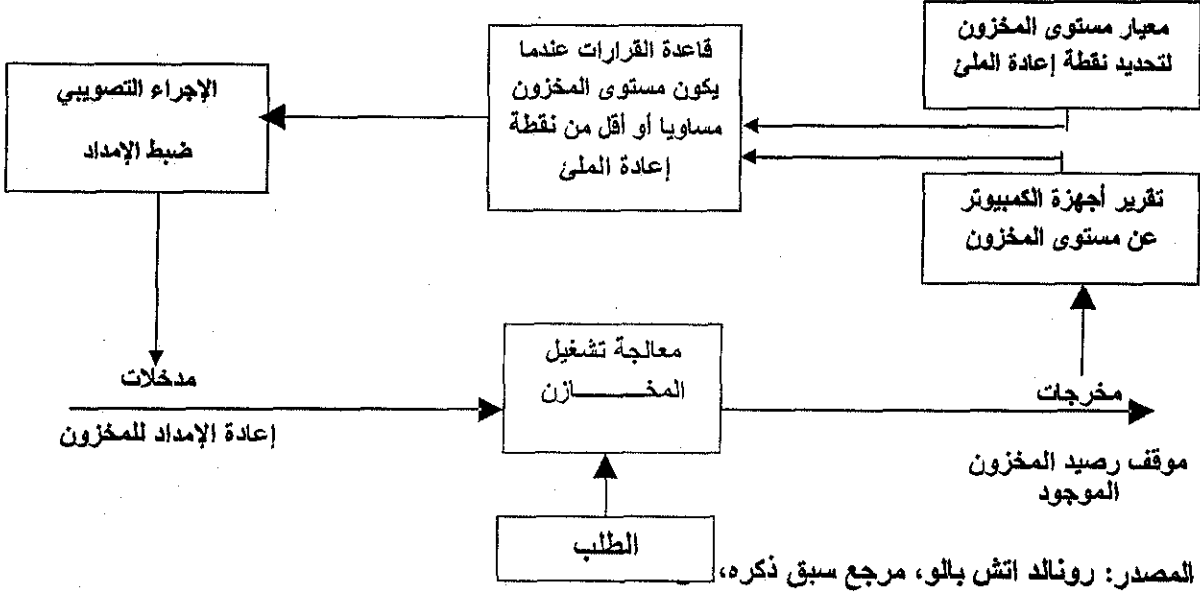 معيار مستوى المخزون
لتحديد نقطة إعادة الملئ
قاعدة القرارات عندما
يكون مستوى المخزون
مساويا أو أقل من نقطة
إعادة الملئ
الإجراء التصويبي
ضبط الإمداد
تقرير أجهزة الكمبيوتر
عن مستوى المخزون
معالجة تشغيل
المخـــــــازن
مدخلات
إعادة الإمداد للمخزون
مخرجات
موقف رصيد المخزون
الموجود
الطلب
المصدر: رونالد اتش بالو، مرجع سبق ذكره،